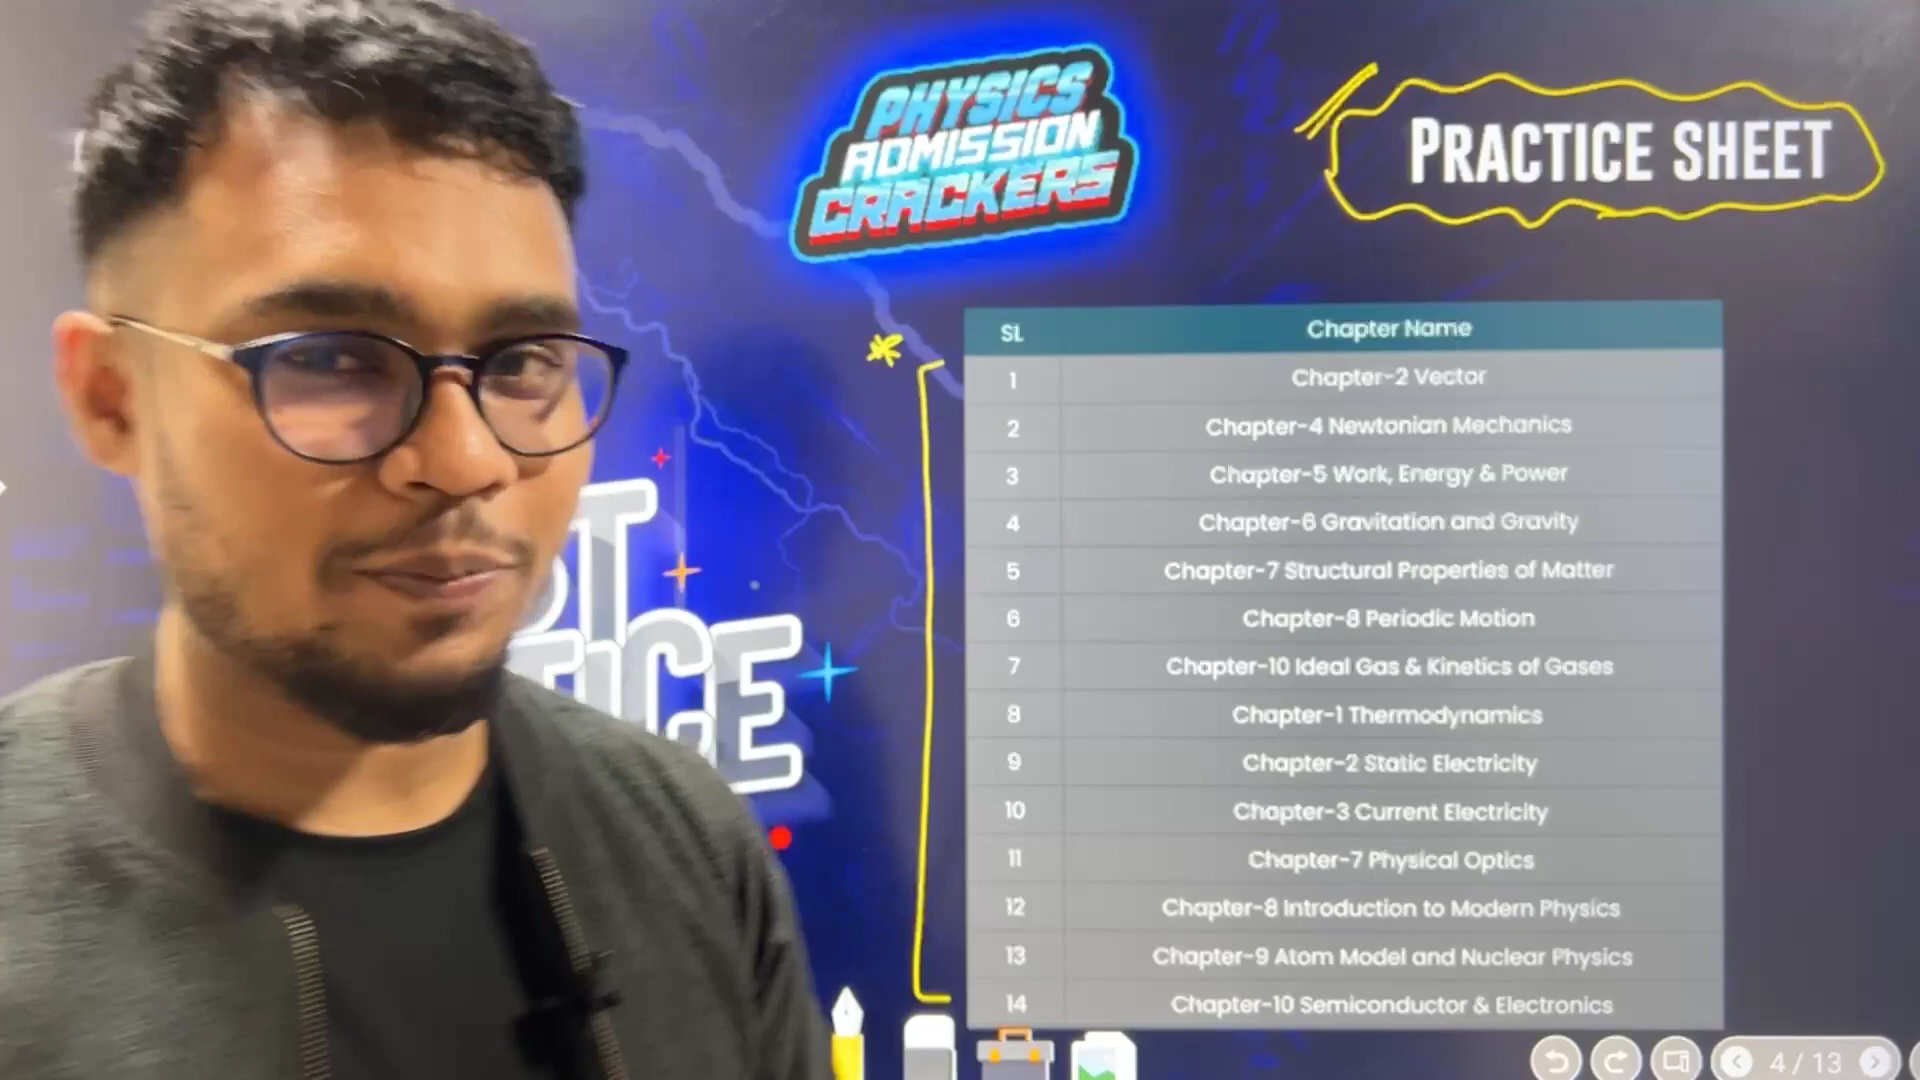 PHYSICS
ADMISSION
CRACKERS
PRACTICE SHEET
SL Chapter Name
1 Chapter-2 Vector
2 Chapter-4 Newtonian Mechanics
3 Chapter-5 Work, Energy & Power
4 Chapter-6 Gravitation and Gravity
5 Chapter-7 Structural Properties of Matter
6 Chapter-8 Periodic Motion
7 Chapter-10 Ideal Gas & Kinetics of Gases
8 Chapter-1 Thermodynamics
9 Chapter-2 Static Electricity
10 Chapter-3 Current Electricity
11 Chapter-7 Physical Optics
12 Chapter-8 Introduction to Modern Physics
13 Chapter-9 Atom Model and Nuclear Physics
14 Chapter-10 Semiconductor & Electronics
4 / 13